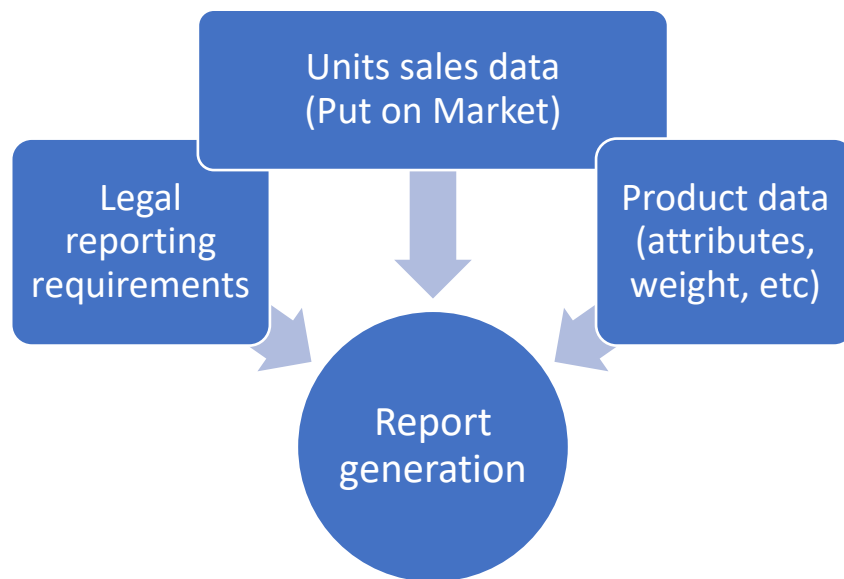 Units sales data
(Put on Market)
Legal
reporting
requirements
Product data
(attributes,
weight, etc)
Report
generation